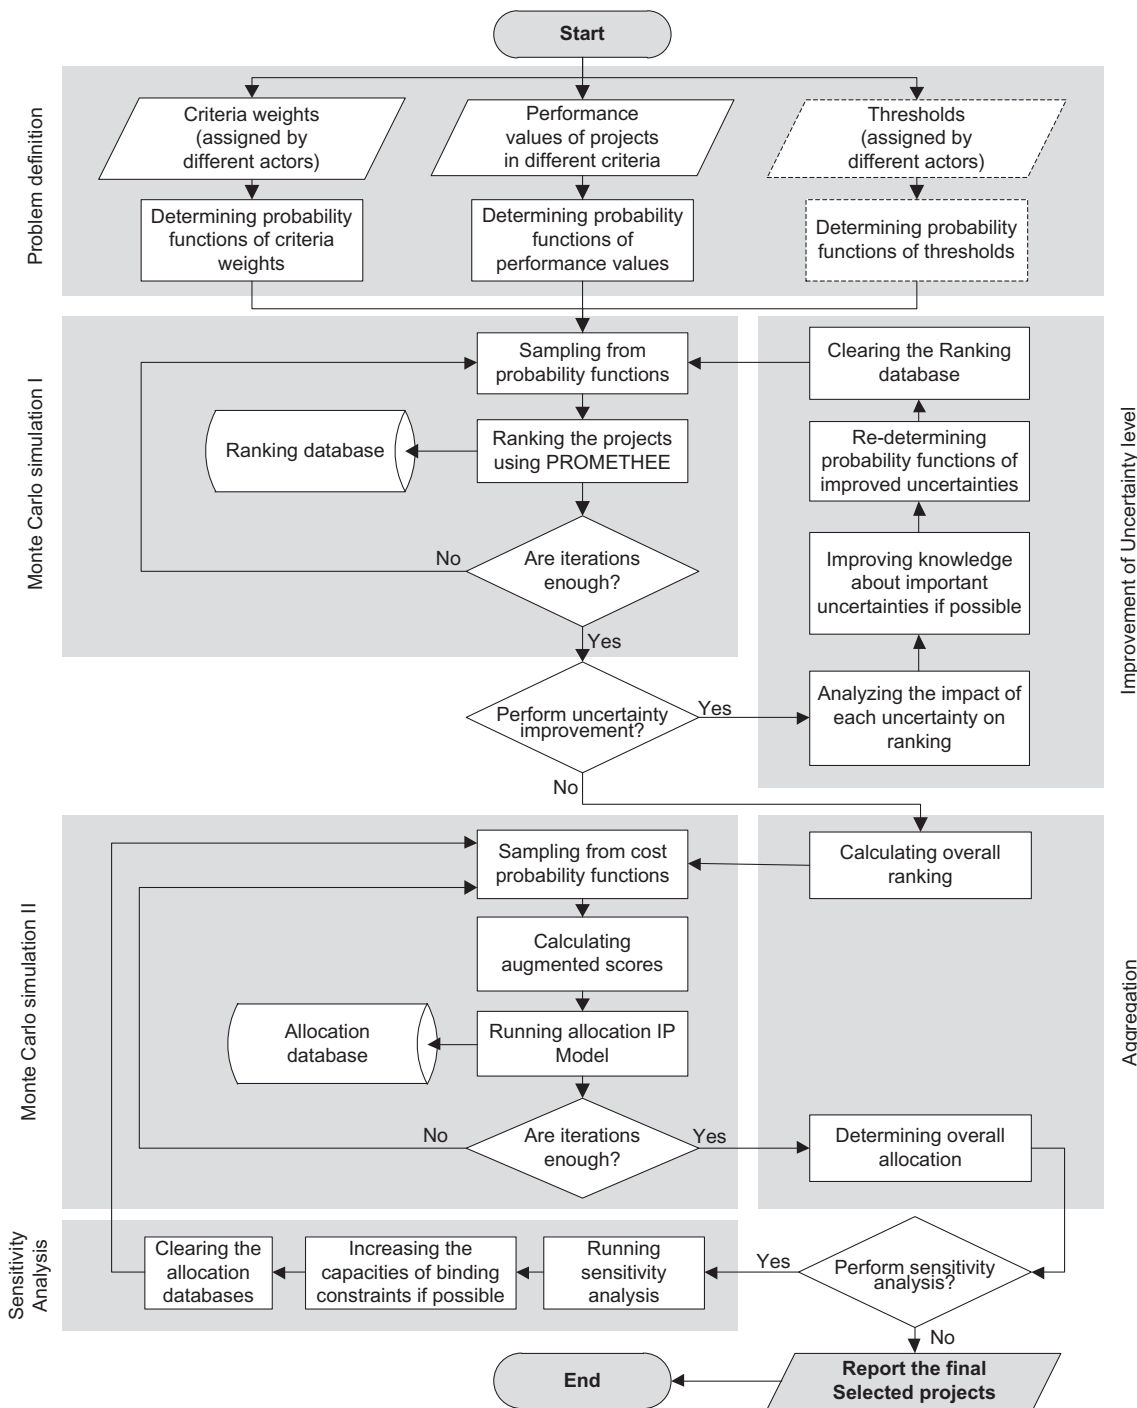 Start
Problem definition
Criteria weights
(assigned by
different actors)
Performance
values of projects
in different criteria
Thresholds
(assigned by
different actors)
Determining probability
functions of criteria
weights
Determining probability
functions of
performance values
Determining probability
functions of thresholds
Monte Carlo simulation I
Sampling from
probability functions
Ranking database
Ranking the projects
using PROMETHEE
No
Are iterations
enough?
Yes
Improvement of Uncertainty level
Clearing the Ranking
database
Re-determining
probability functions of
improved uncertainties
Improving knowledge
about important
uncertainties if possible
Analyzing the impact of
each uncertainty on
ranking
Perform uncertainty
improvement?
Yes
No
Monte Carlo simulation II
Sampling from cost
probability functions
Calculating
augmented scores
Allocation
database
Running allocation IP
Model
No
Are iterations
enough?
Yes
Aggregation
Calculating overall
ranking
Determining overall
allocation
Sensitivity
Analysis
Clearing the
allocation
databases
Increasing the
capacities of binding
constraints if possible
Running
sensitivity
analysis
Yes
Perform sensitivity
analysis?
No
End
Report the final
Selected projects